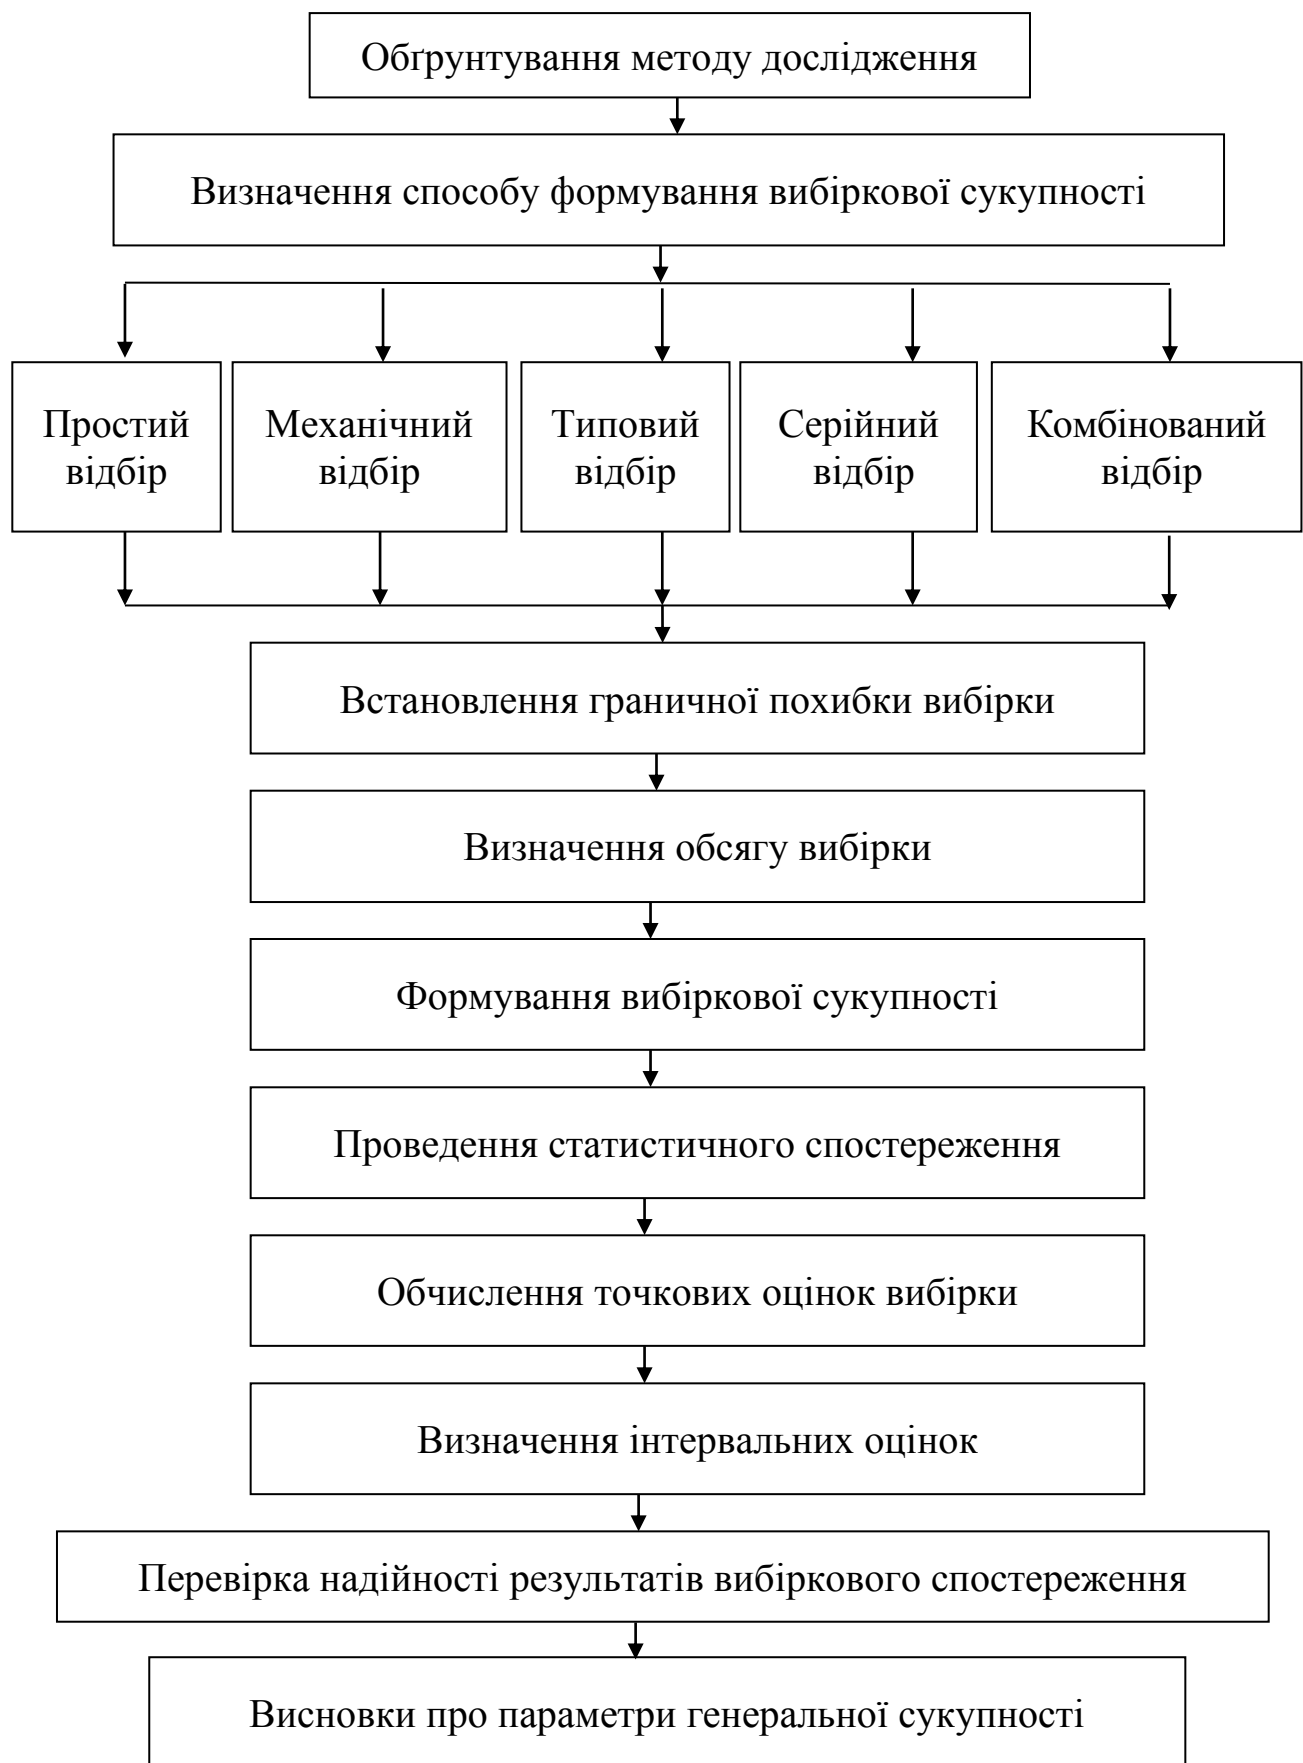 Обґрунтування методу дослідження
Визначення способу формування вибіркової сукупності
Простий
відбір
Механічний
відбір
Типовий
відбір
Серійний
відбір
Комбінований
відбір
Встановлення граничної похибки вибірки
Визначення обсягу вибірки
Формування вибіркової сукупності
Проведення статистичного спостереження
Обчислення точкових оцінок вибірки
Визначення інтервальних оцінок
Перевірка надійності результатів вибіркового спостереження
Висновки про параметри генеральної сукупності